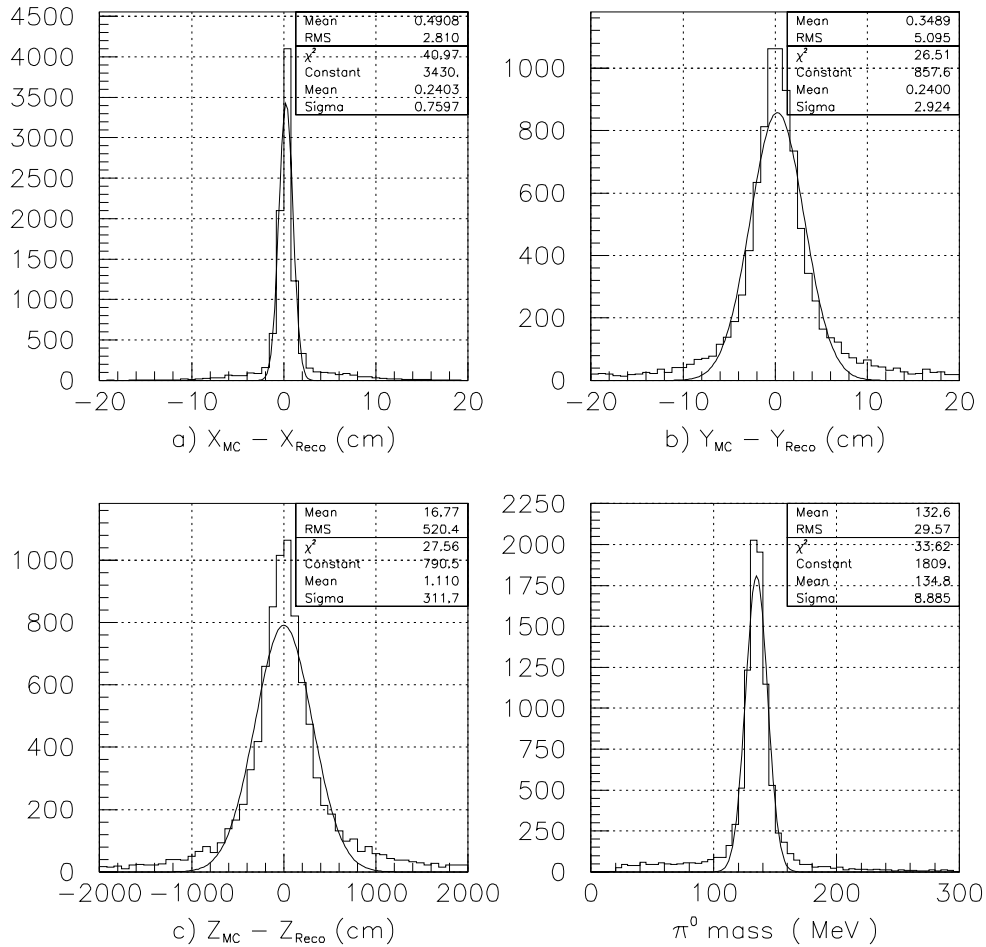 Mean 0.4908
RMS 2.810
χ² 40.97
Constant 3430.
Mean 0.2403
Sigma 0.7597
4500
4000
3500
3000
2500
2000
1500
1000
500
0
−20 −10 0 10 20
a) X_MC − X_Reco (cm)
Mean 0.3489
RMS 5.095
χ² 26.51
Constant 857.6
Mean 0.2400
Sigma 2.924
1000
800
600
400
200
0
−20 −10 0 10 20
b) Y_MC − Y_Reco (cm)
Mean 16.77
RMS 520.4
χ² 27.56
Constant 790.5
Mean 1.110
Sigma 311.7
1000
800
600
400
200
0
−2000 −1000 0 1000 2000
c) Z_MC − Z_Reco (cm)
Mean 132.6
RMS 29.57
χ² 33.62
Constant 1809.
Mean 134.8
Sigma 8.885
2250
2000
1750
1500
1250
1000
750
500
250
0
0 100 200 300
π⁰ mass ( MeV )